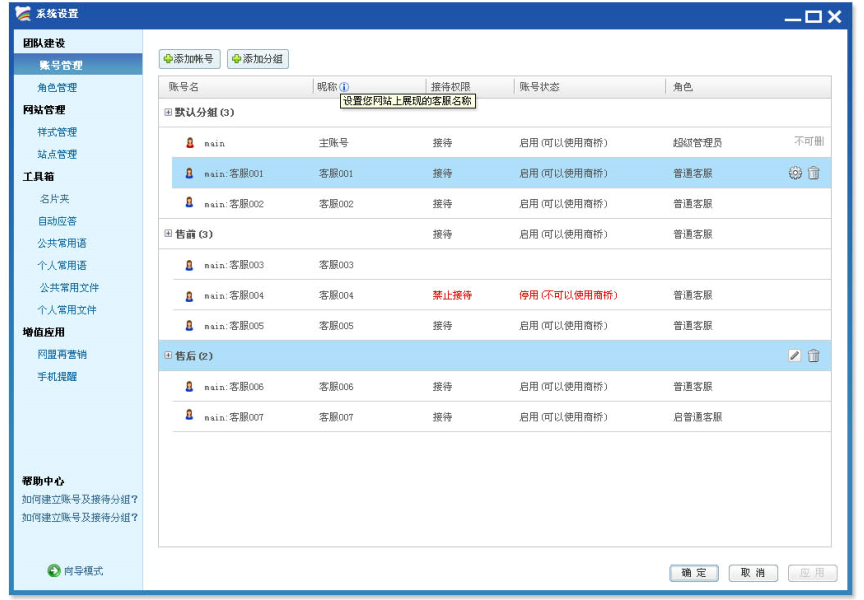 系统设置
团队建设
账号管理
角色管理
网站管理
样式管理
站点管理
工具箱
名片夹
自动应答
公共常用语
个人常用语
公共常用文件
个人常用文件
增值应用
网盟再营销
手机提醒
帮助中心
如何建立账号及接待分组?
如何建立账号及接待分组?
向导模式
添加帐号 添加分组
账号名 昵称 接待权限 账号状态 角色
设置您网站上展现的客服名称
默认分组(3)
main 主账号 接待 启用(可以使用商桥) 超级管理员 不可删
main:客服001 客服001 接待 启用(可以使用商桥) 普通客服
main:客服002 客服002 接待 启用(可以使用商桥) 普通客服
售前(3) 接待 启用(可以使用商桥) 普通客服
main:客服003 客服003
main:客服004 客服004 禁止接待 停用(不可以使用商桥) 普通客服
main:客服005 客服005 接待 启用(可以使用商桥) 普通客服
售后(2)
main:客服006 客服006 接待 启用(可以使用商桥) 普通客服
main:客服007 客服007 接待 启用(可以使用商桥) 启普通客服
确定 取消 应用